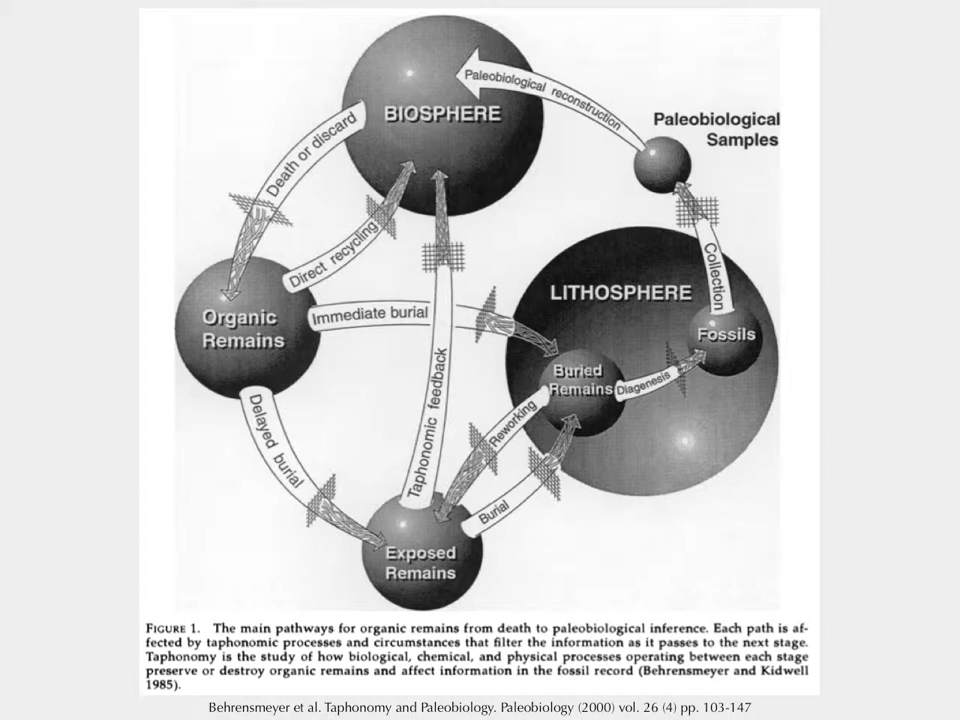 BIOSPHERE
Paleobiological reconstruction
Paleobiological
Samples
Death or discard
Direct recycling
Organic
Remains
Immediate burial
LITHOSPHERE
Collection
Fossils
Buried
Remains
Diagenesis
Taphonomic feedback
Reworking
Delayed burial
Burial
Exposed
Remains
FIGURE 1. The main pathways for organic remains from death to paleobiological inference. Each path is af-
fected by taphonomic processes and circumstances that filter the information as it passes to the next stage.
Taphonomy is the study of how biological, chemical, and physical processes operating between each stage
preserve or destroy organic remains and affect information in the fossil record (Behrensmeyer and Kidwell
1985).
Behrensmeyer et al. Taphonomy and Paleobiology. Paleobiology (2000) vol. 26 (4) pp. 103-147